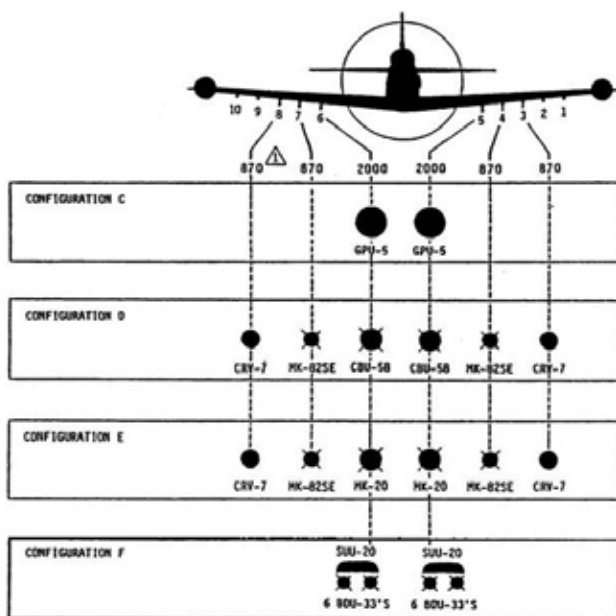 10 9 8 7 6 5 4 3 2 1
870 1 870 2000 2000 870 870
CONFIGURATION C
GPU-5 GPU-5
CONFIGURATION D
CRV-7 MK-82SE CBU-58 CBU-58 MK-82SE CRV-7
CONFIGURATION E
CRV-7 MK-82SE MK-20 MK-20 MK-82SE CRV-7
CONFIGURATION F
SUU-20 SUU-20
6 BDU-33'S 6 BDU-33'S